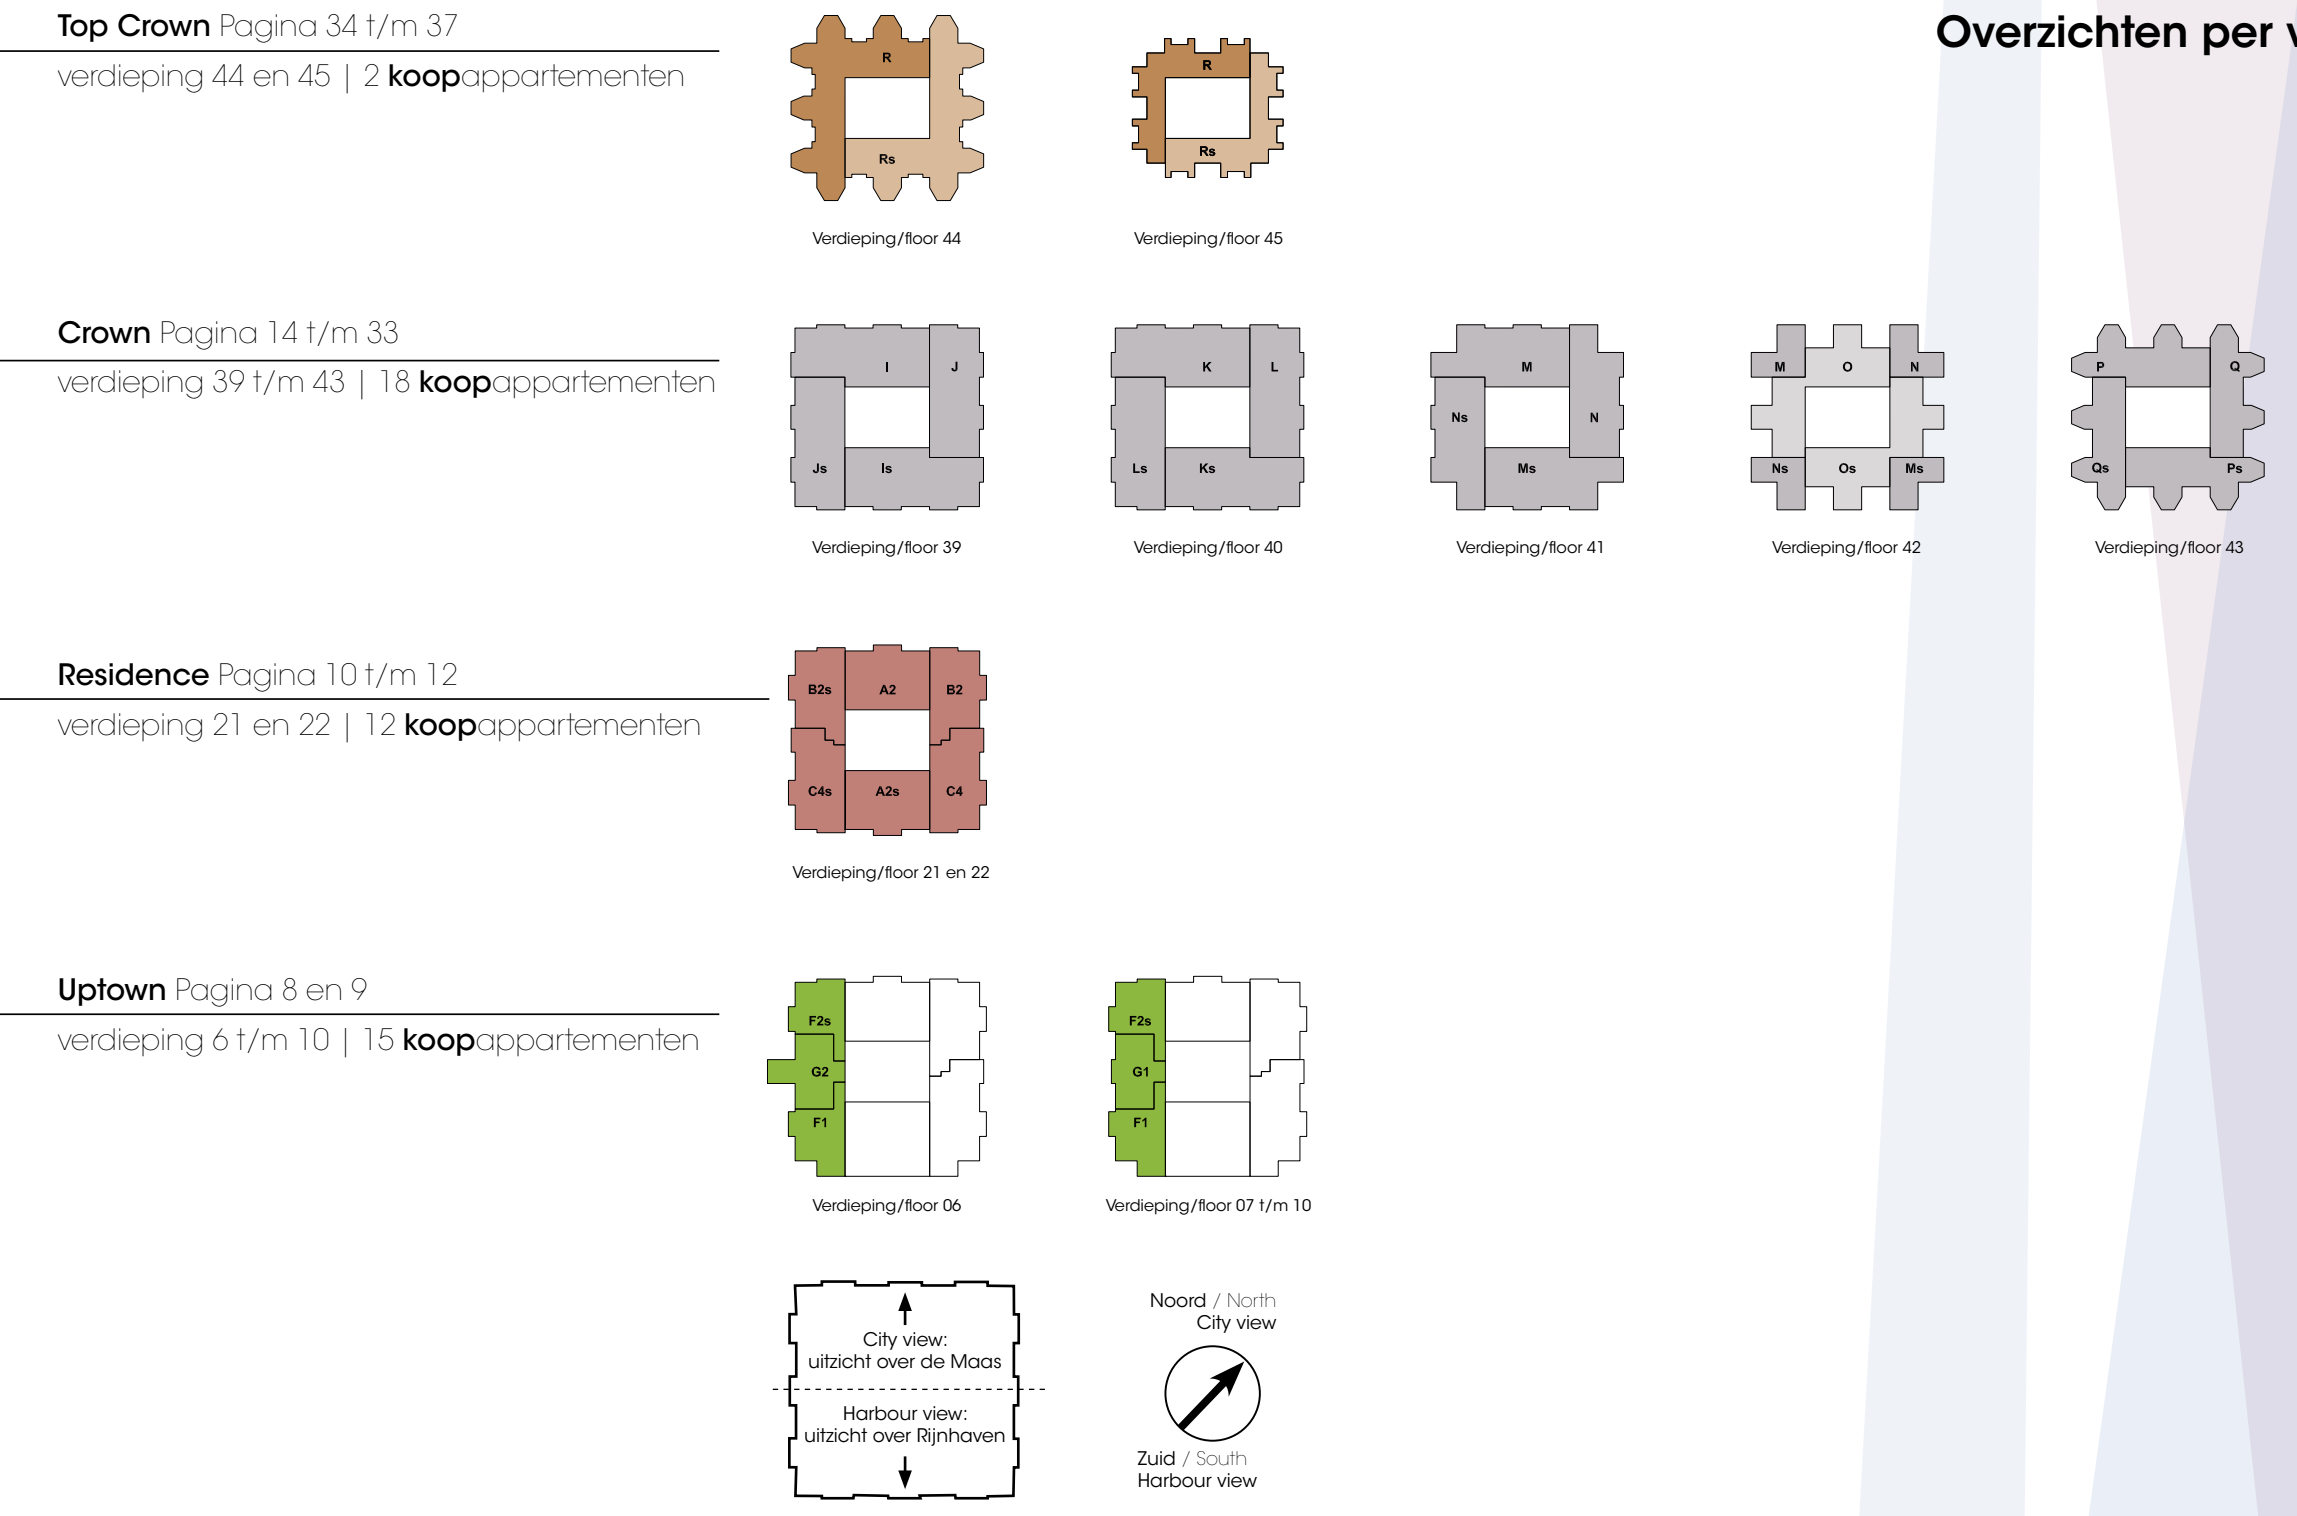 Top Crown Pagina 34 t/m 37
verdieping 44 en 45 | 2 koopappartementen
Overzichten per
R
Rs
Verdieping/floor 44
R
Rs
Verdieping/floor 45
Crown Pagina 14 t/m 33
verdieping 39 t/m 43 | 18 koopappartementen
I
J
Js
Is
Verdieping/floor 39
K
L
Ls
Ks
Verdieping/floor 40
M
Ns
N
Ms
Verdieping/floor 41
M
O
N
Ns
Os
Ms
Verdieping/floor 42
P
Q
Qs
Ps
Verdieping/floor 43
Residence Pagina 10 t/m 12
verdieping 21 en 22 | 12 koopappartementen
B2s
A2
B2
C4s
A2s
C4
Verdieping/floor 21 en 22
Uptown Pagina 8 en 9
verdieping 6 t/m 10 | 15 koopappartementen
F2s
G2
F1
Verdieping/floor 06
F2s
G1
F1
Verdieping/floor 07 t/m 10
City view:
uitzicht over de Maas
Harbour view:
uitzicht over Rijnhaven
Noord / North
City view
Zuid / South
Harbour view